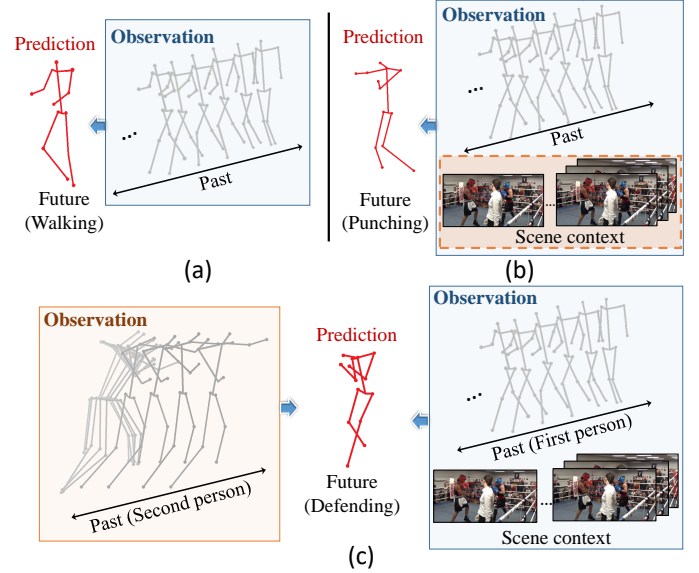 Prediction
Observation
...
Past
Future
(Walking)
(a)
Observation
Prediction
...
Past
Future
(Punching)
...
Scene context
(b)
Observation
Past (Second person)
Prediction
Future
(Defending)
Observation
...
Past (First person)
...
Scene context
(c)